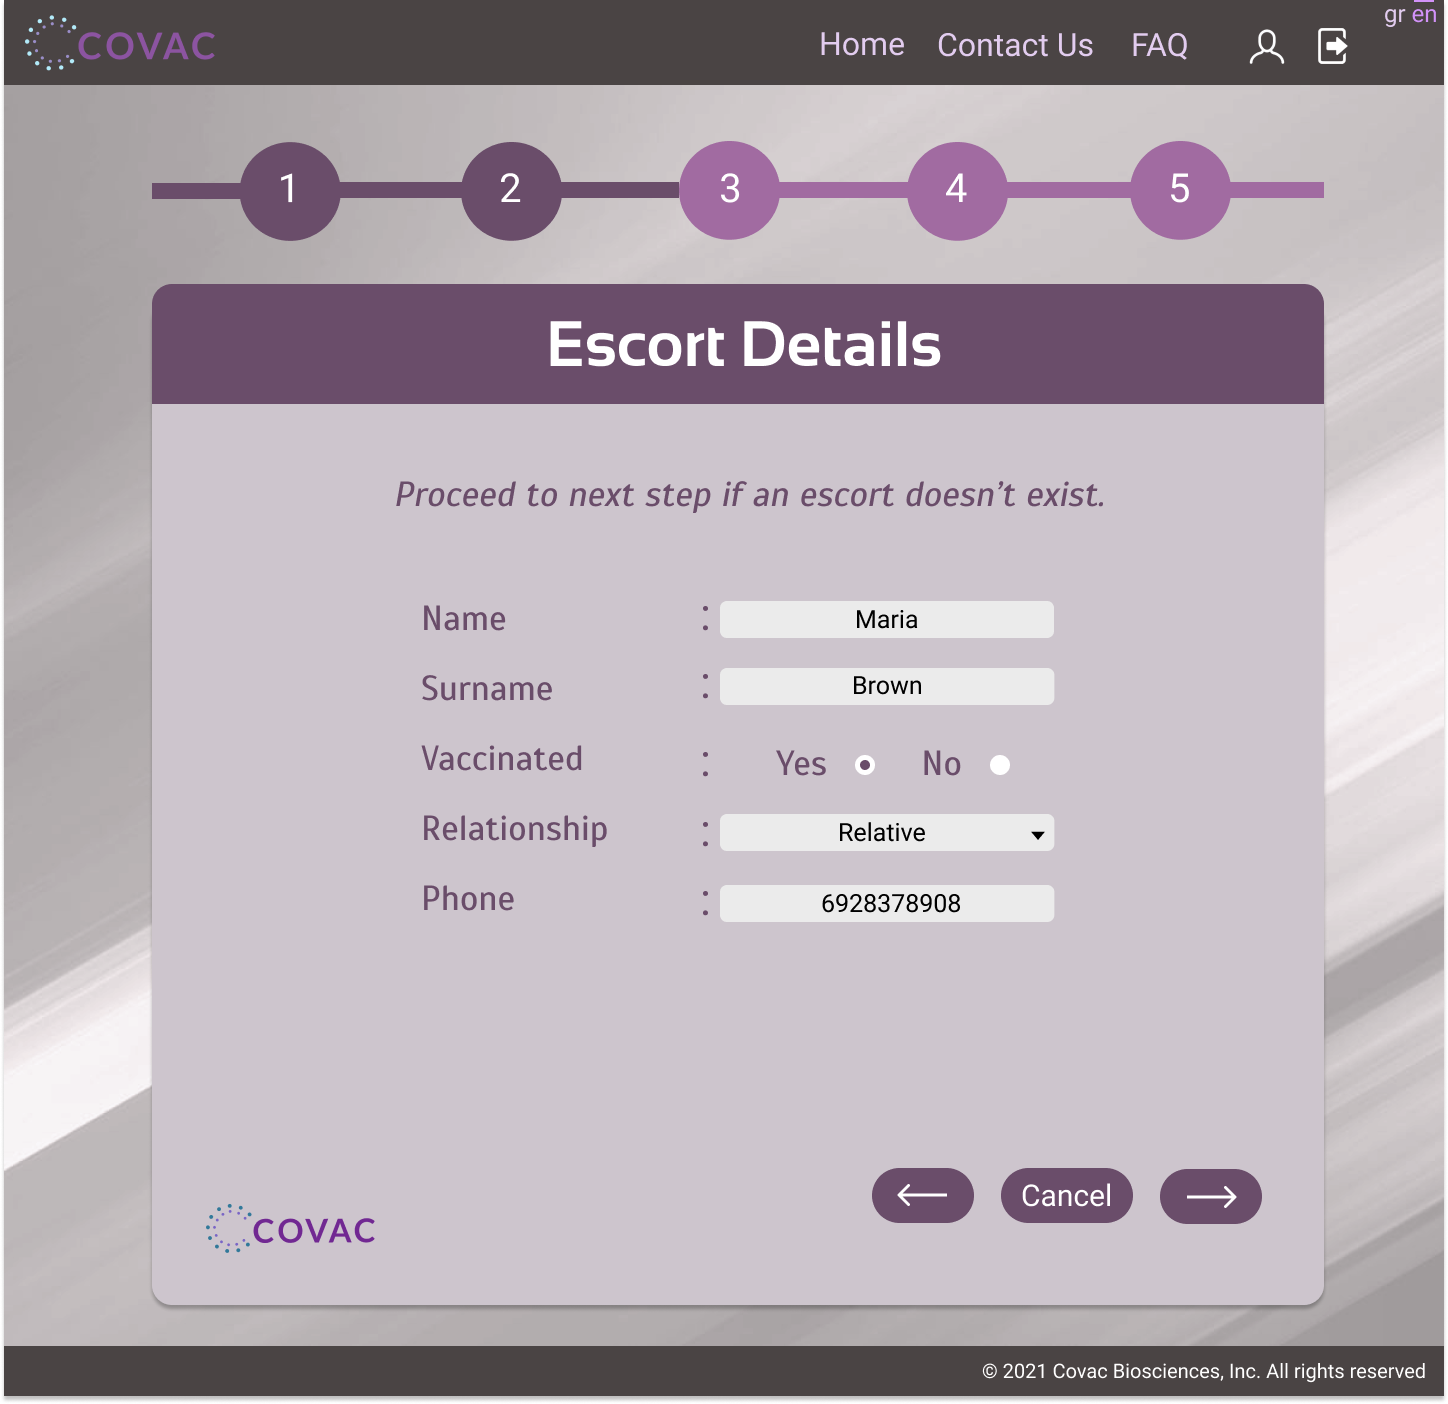 COVAC
Home Contact Us FAQ
gr en
1 2 3 4 5
Escort Details
Proceed to next step if an escort doesn’t exist.
Name : Maria
Surname : Brown
Vaccinated : Yes No
Relationship : Relative
Phone : 6928378908
Cancel
COVAC
© 2021 Covac Biosciences, Inc. All rights reserved